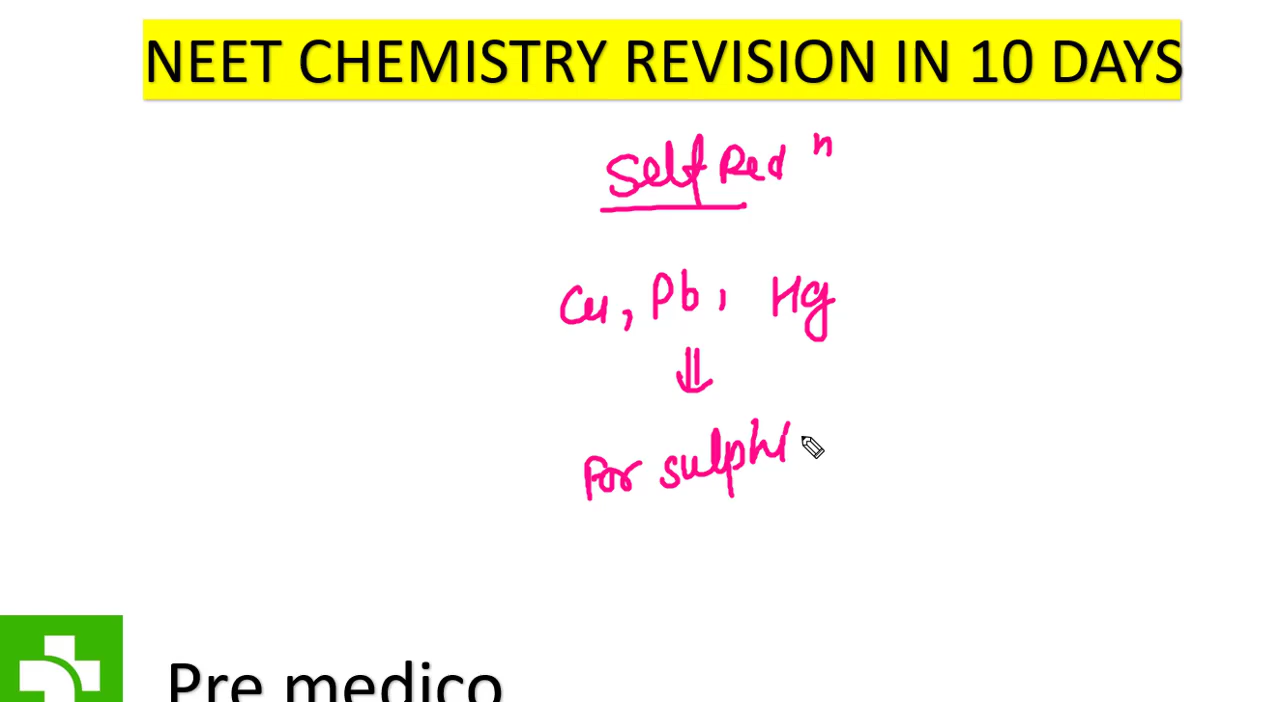 NEET CHEMISTRY REVISION IN 10 DAYS
Self Red n
Cu, Pb, Hg
For sulphi
Pre medico